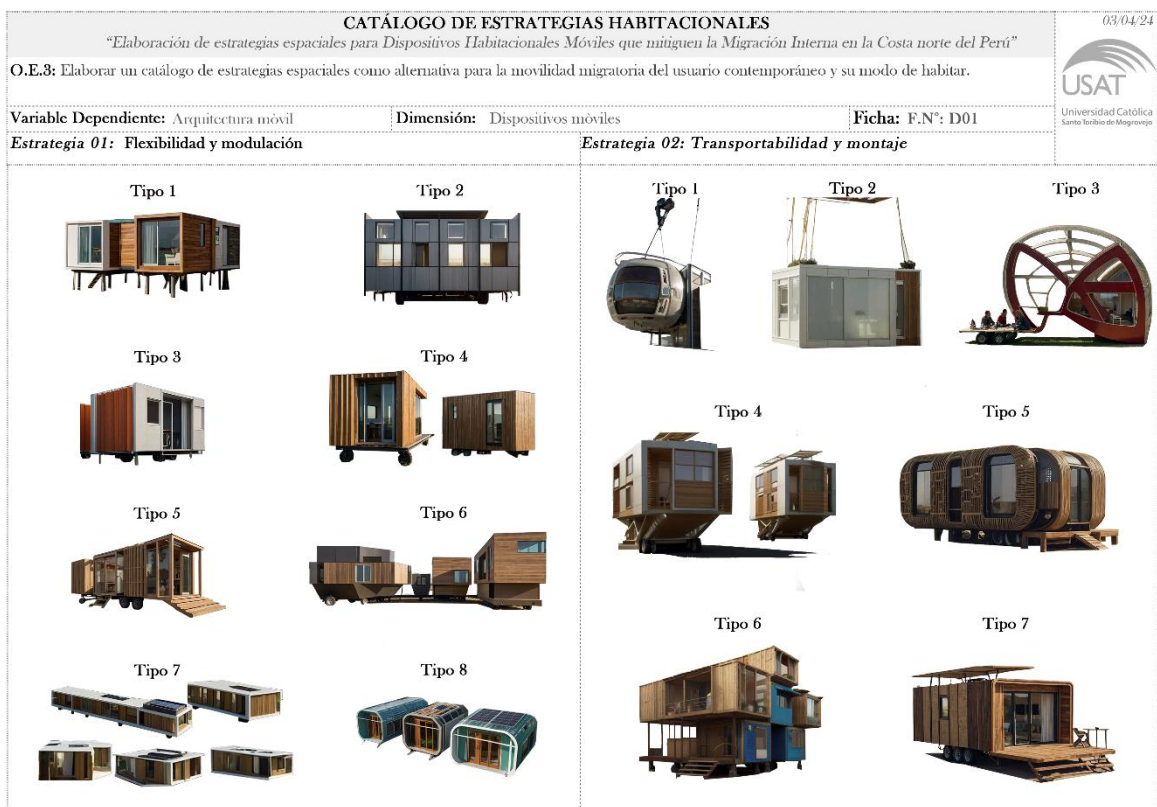 CATÁLOGO DE ESTRATEGIAS HABITACIONALES
03/04/24
“Elaboración de estrategias espaciales para Dispositivos Habitacionales Móviles que mitiguen la Migración Interna en la Costa norte del Perú”
O.E.3: Elaborar un catálogo de estrategias espaciales como alternativa para la movilidad migratoria del usuario contemporáneo y su modo de habitar.
USAT
Universidad Católica
Santo Toribio de Mogrovejo
Variable Dependiente: Arquitectura mòvil
Dimensión: Dispositivos mòviles
Ficha: F.N°: D01
Estrategia 01: Flexibilidad y modulación
Tipo 1
Tipo 2
Tipo 3
Tipo 4
Tipo 5
Tipo 6
Tipo 7
Tipo 8
Estrategia 02: Transportabilidad y montaje
Tipo 1
Tipo 2
Tipo 3
Tipo 4
Tipo 5
Tipo 6
Tipo 7